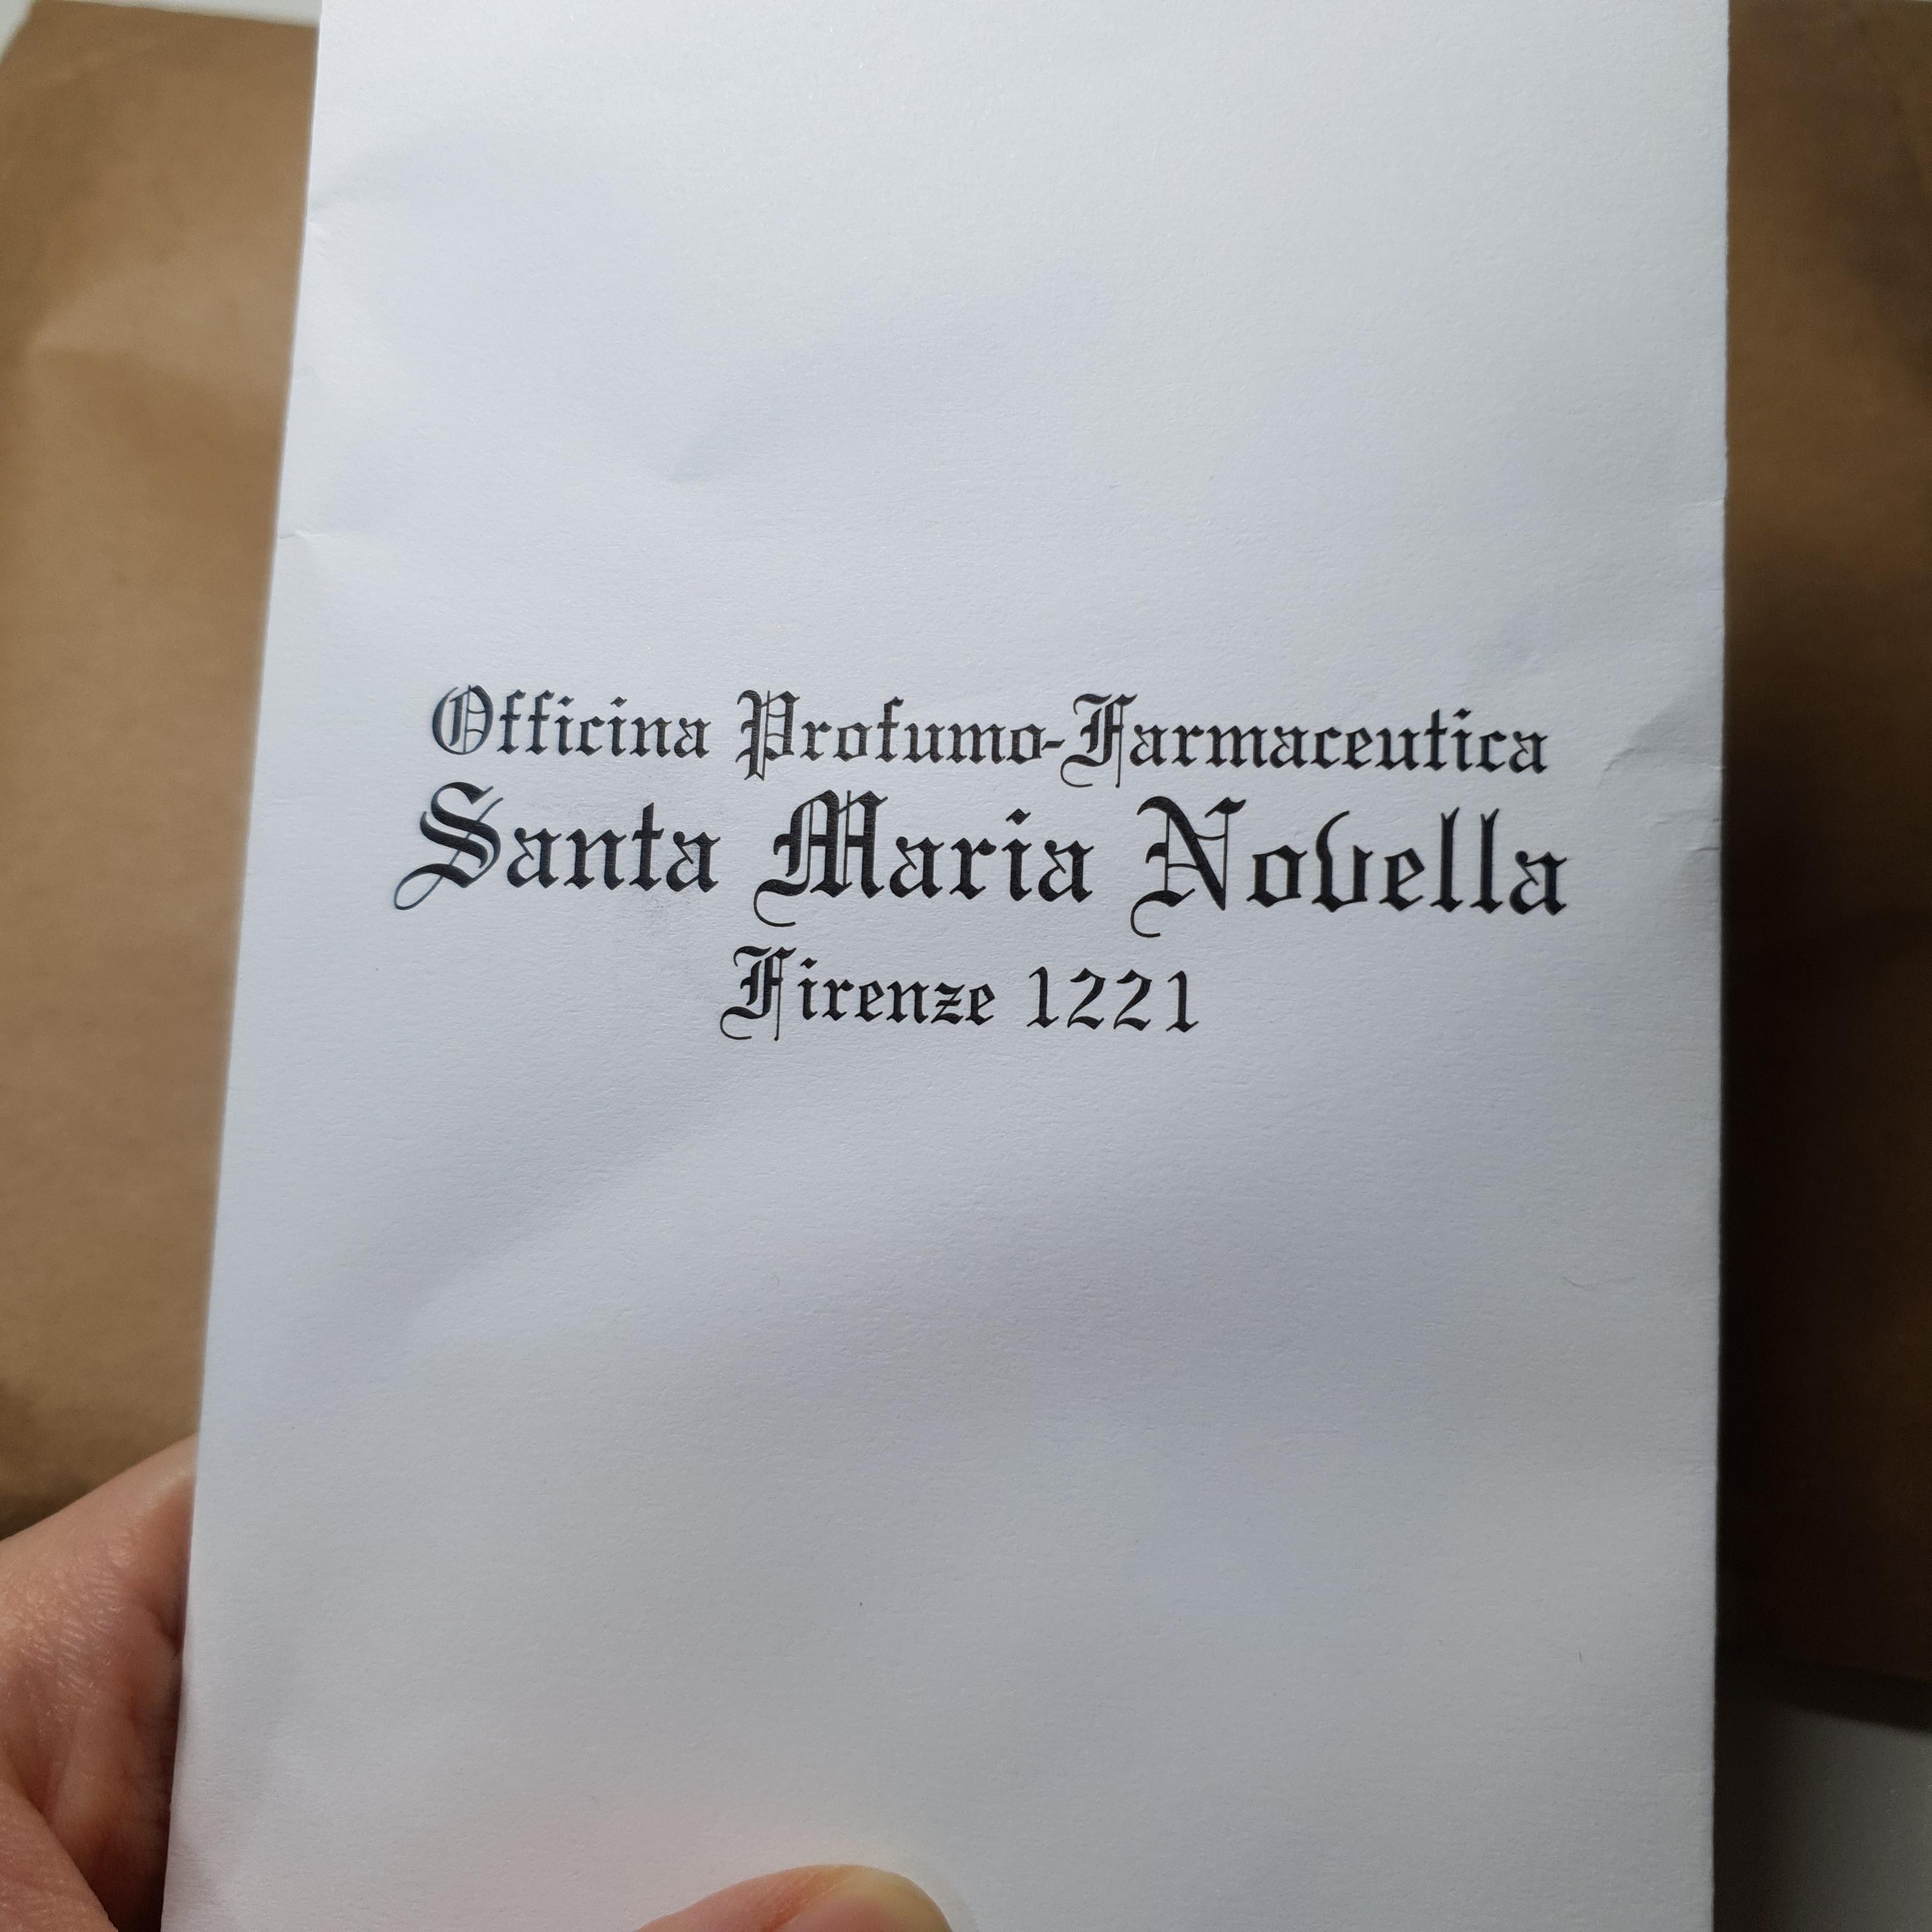 Officina Profumo-Farmaceutica
Santa Maria Novella
Firenze 1221